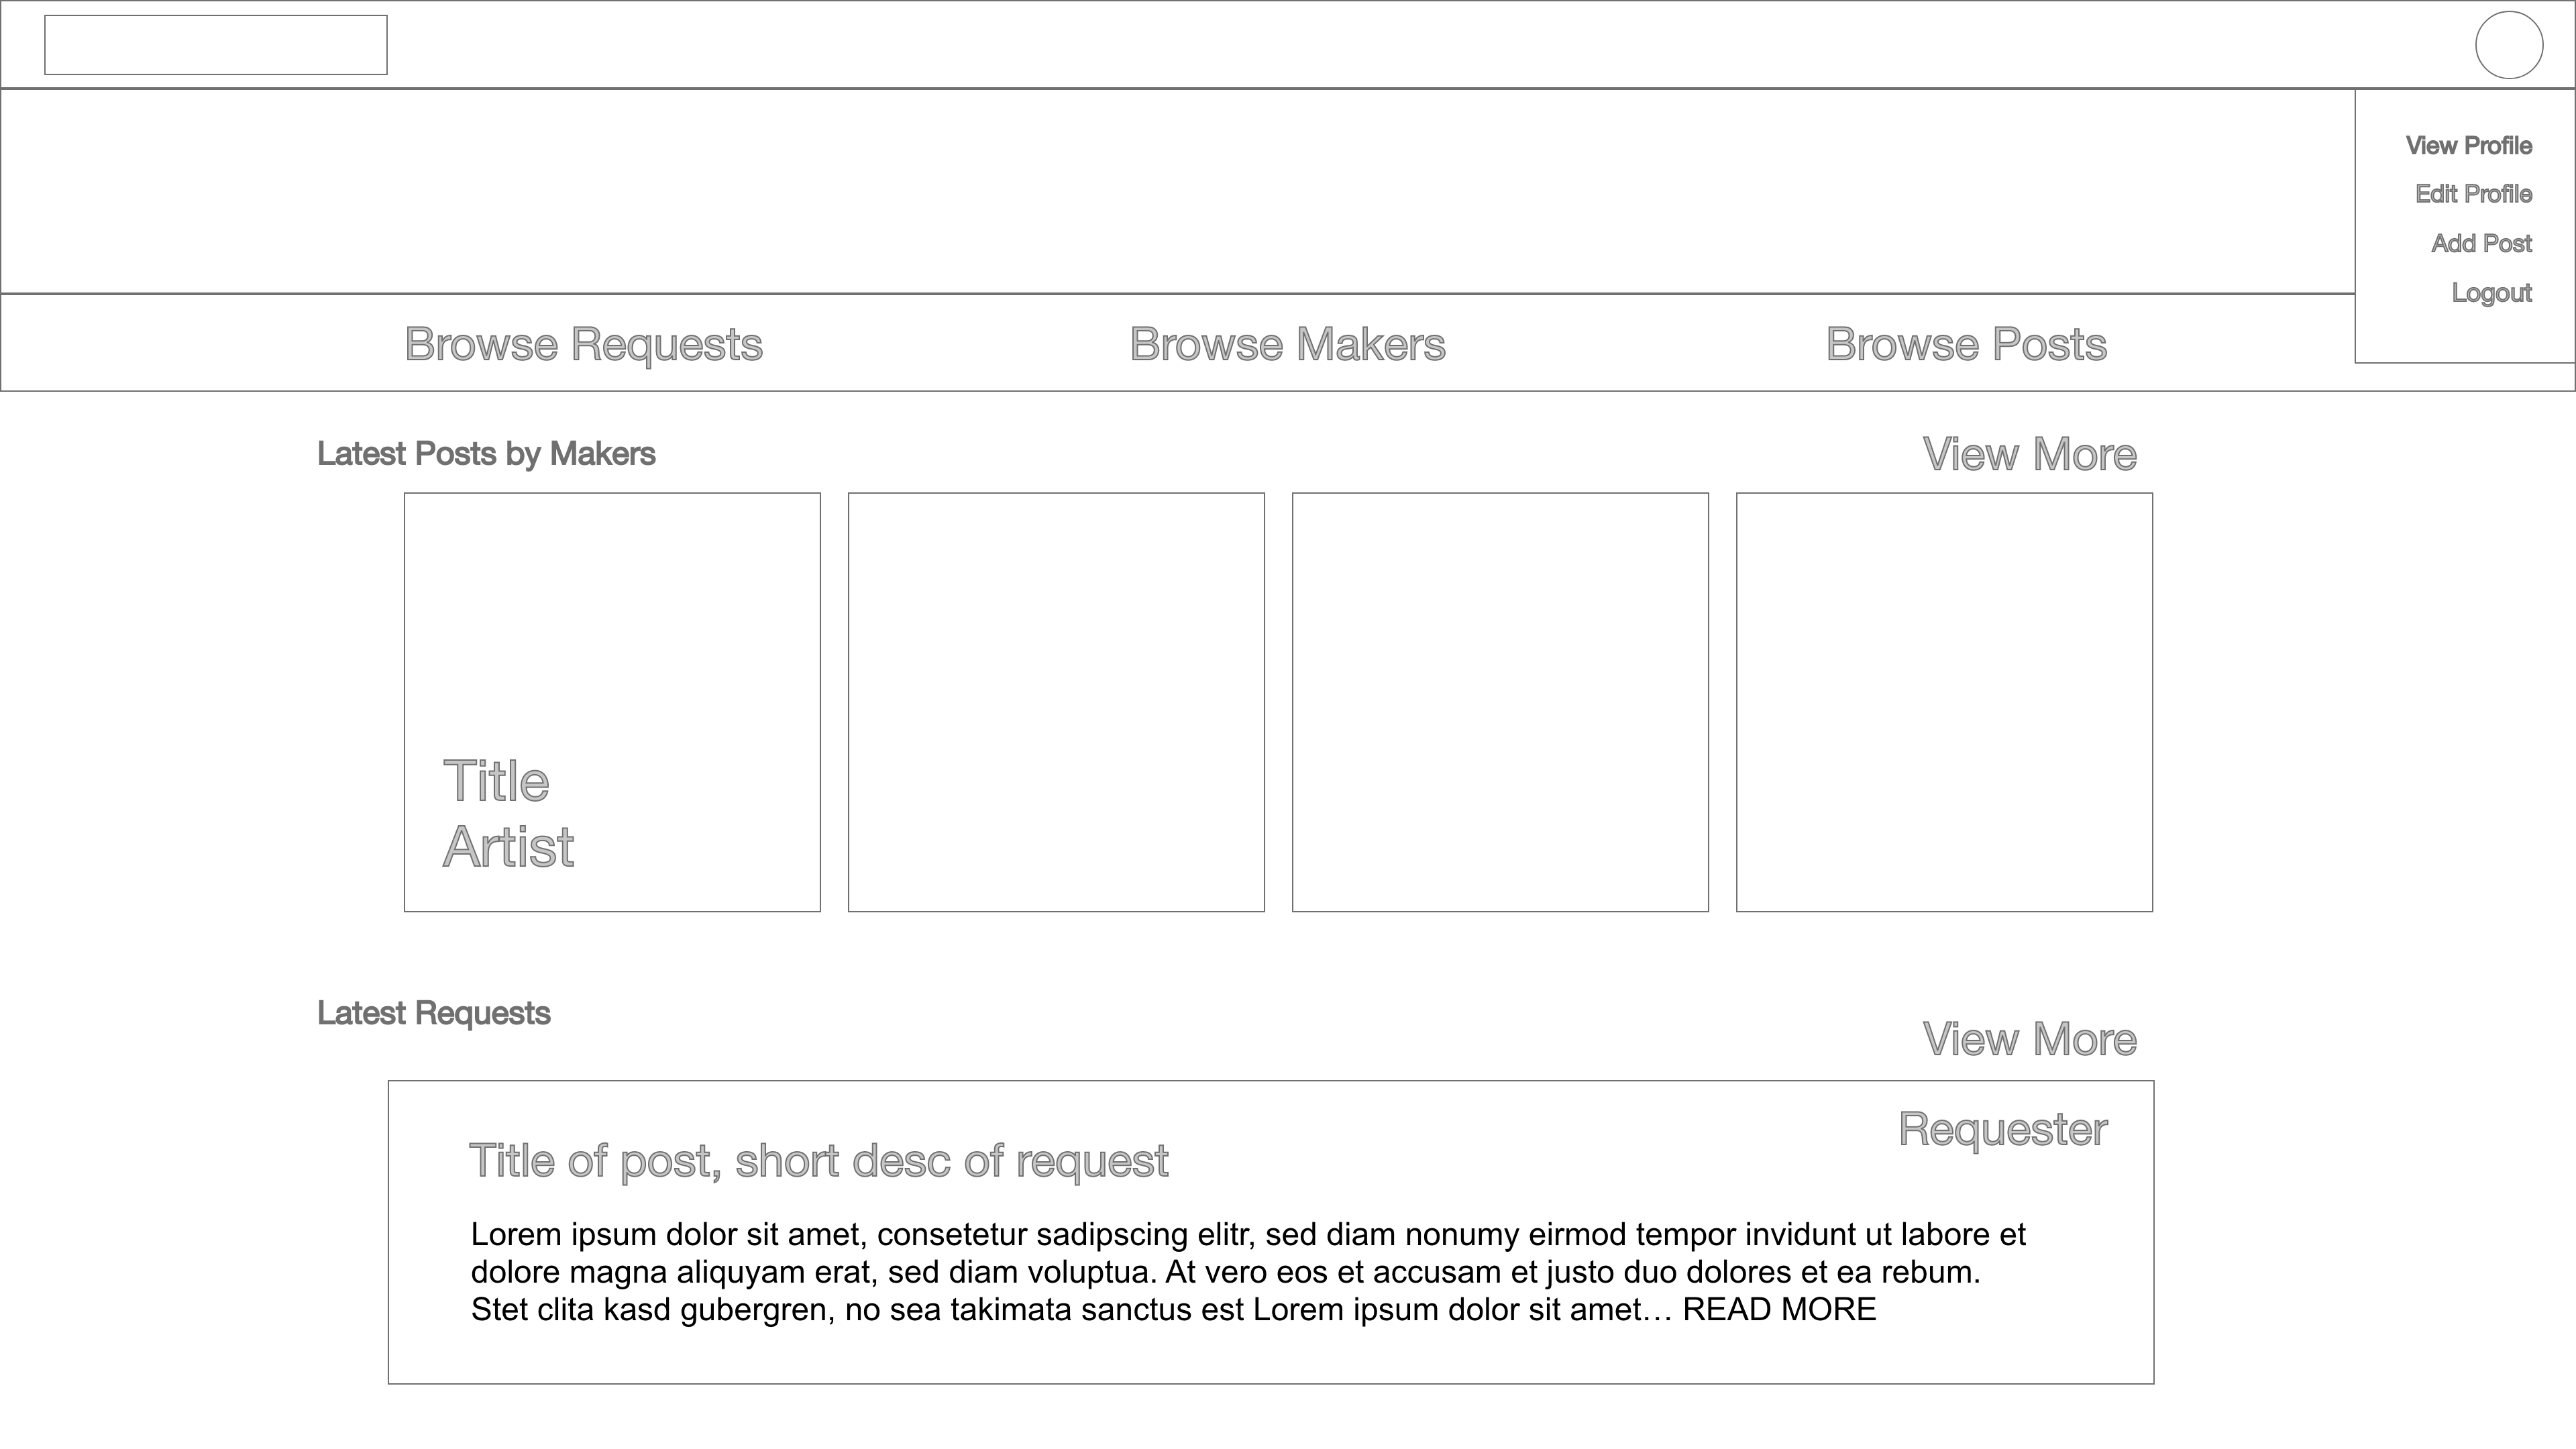 View Profile
Edit Profile
Add Post
Logout
Browse Requests
Browse Makers
Browse Posts
Latest Posts by Makers
View More
Title
Artist
Latest Requests
View More
Requester
Title of post, short desc of request
Lorem ipsum dolor sit amet, consetetur sadipscing elitr, sed diam nonumy eirmod tempor invidunt ut labore et
dolore magna aliquyam erat, sed diam voluptua. At vero eos et accusam et justo duo dolores et ea rebum.
Stet clita kasd gubergren, no sea takimata sanctus est Lorem ipsum dolor sit amet… READ MORE